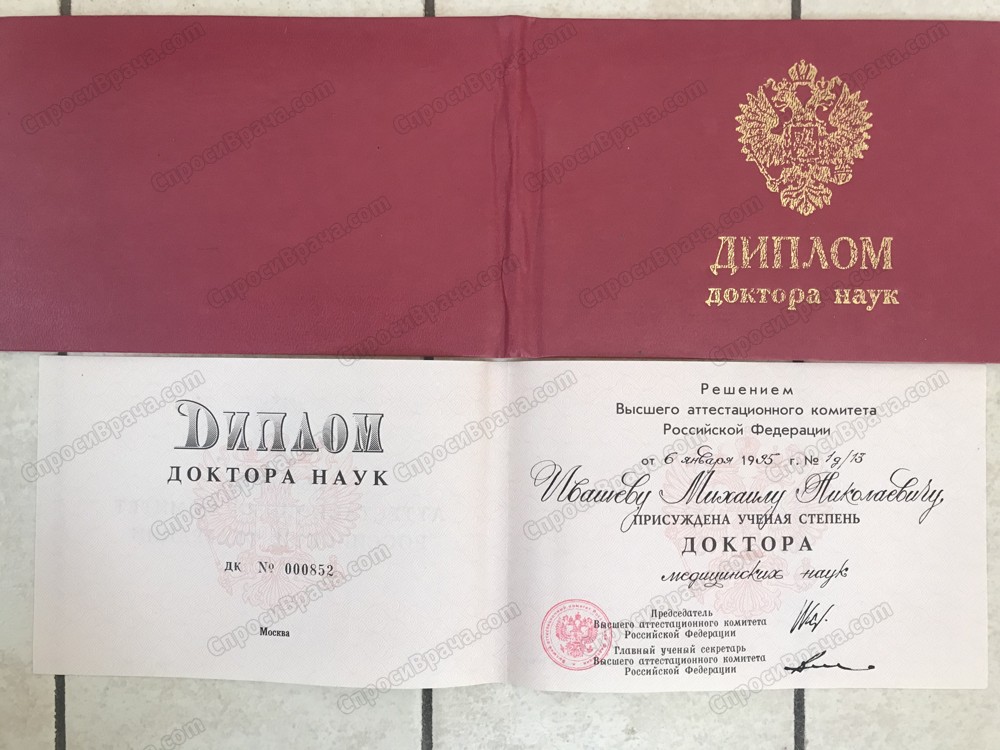 ДИПЛОМ
доктора наук
ДИПЛОМ
ДОКТОРА НАУК
ДК № 000852
Москва
Решением
Высшего аттестационного комитета
Российской Федерации
от 6 января 1995 г. № 1д/13
Ивашеву Михаилу Николаевичу
ПРИСУЖДЕНА УЧЕНАЯ СТЕПЕНЬ
ДОКТОРА
медицинских наук
Председатель
Высшего аттестационного комитета
Российской Федерации
Главный ученый секретарь
Высшего аттестационного комитета
Российской Федерации
СпросиВрача.com